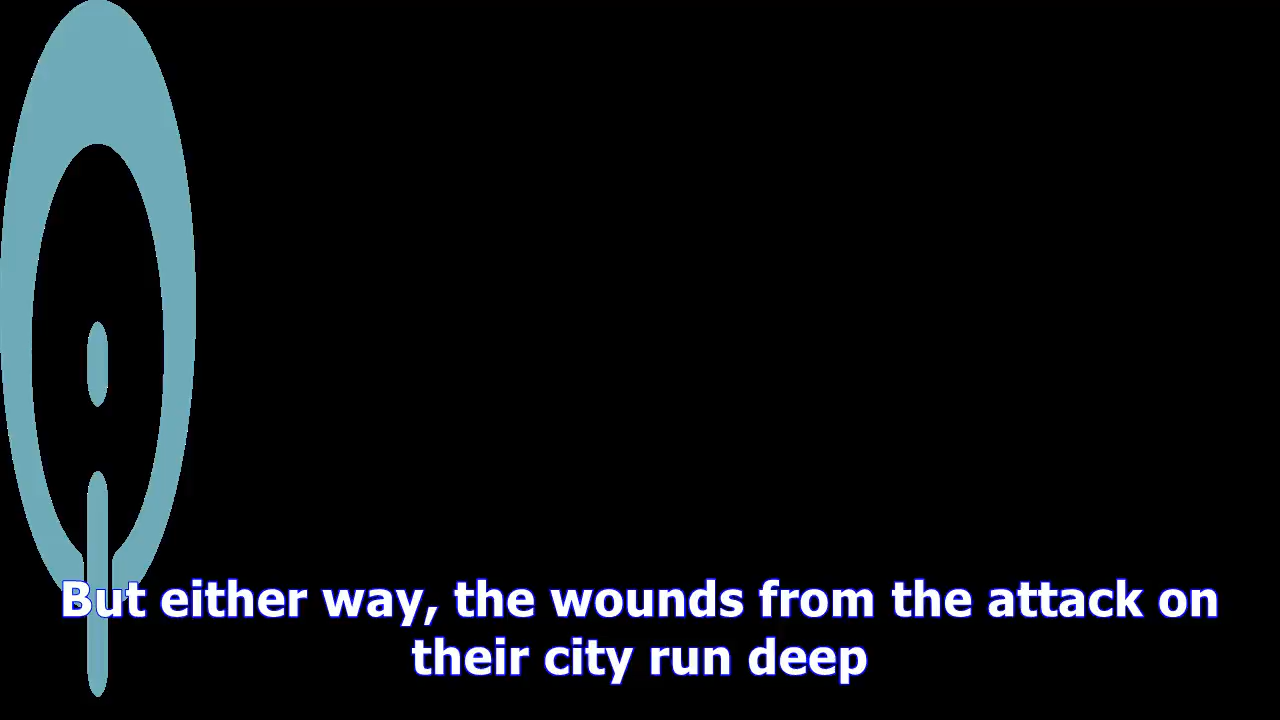 But either way, the wounds from the attack on
their city run deep